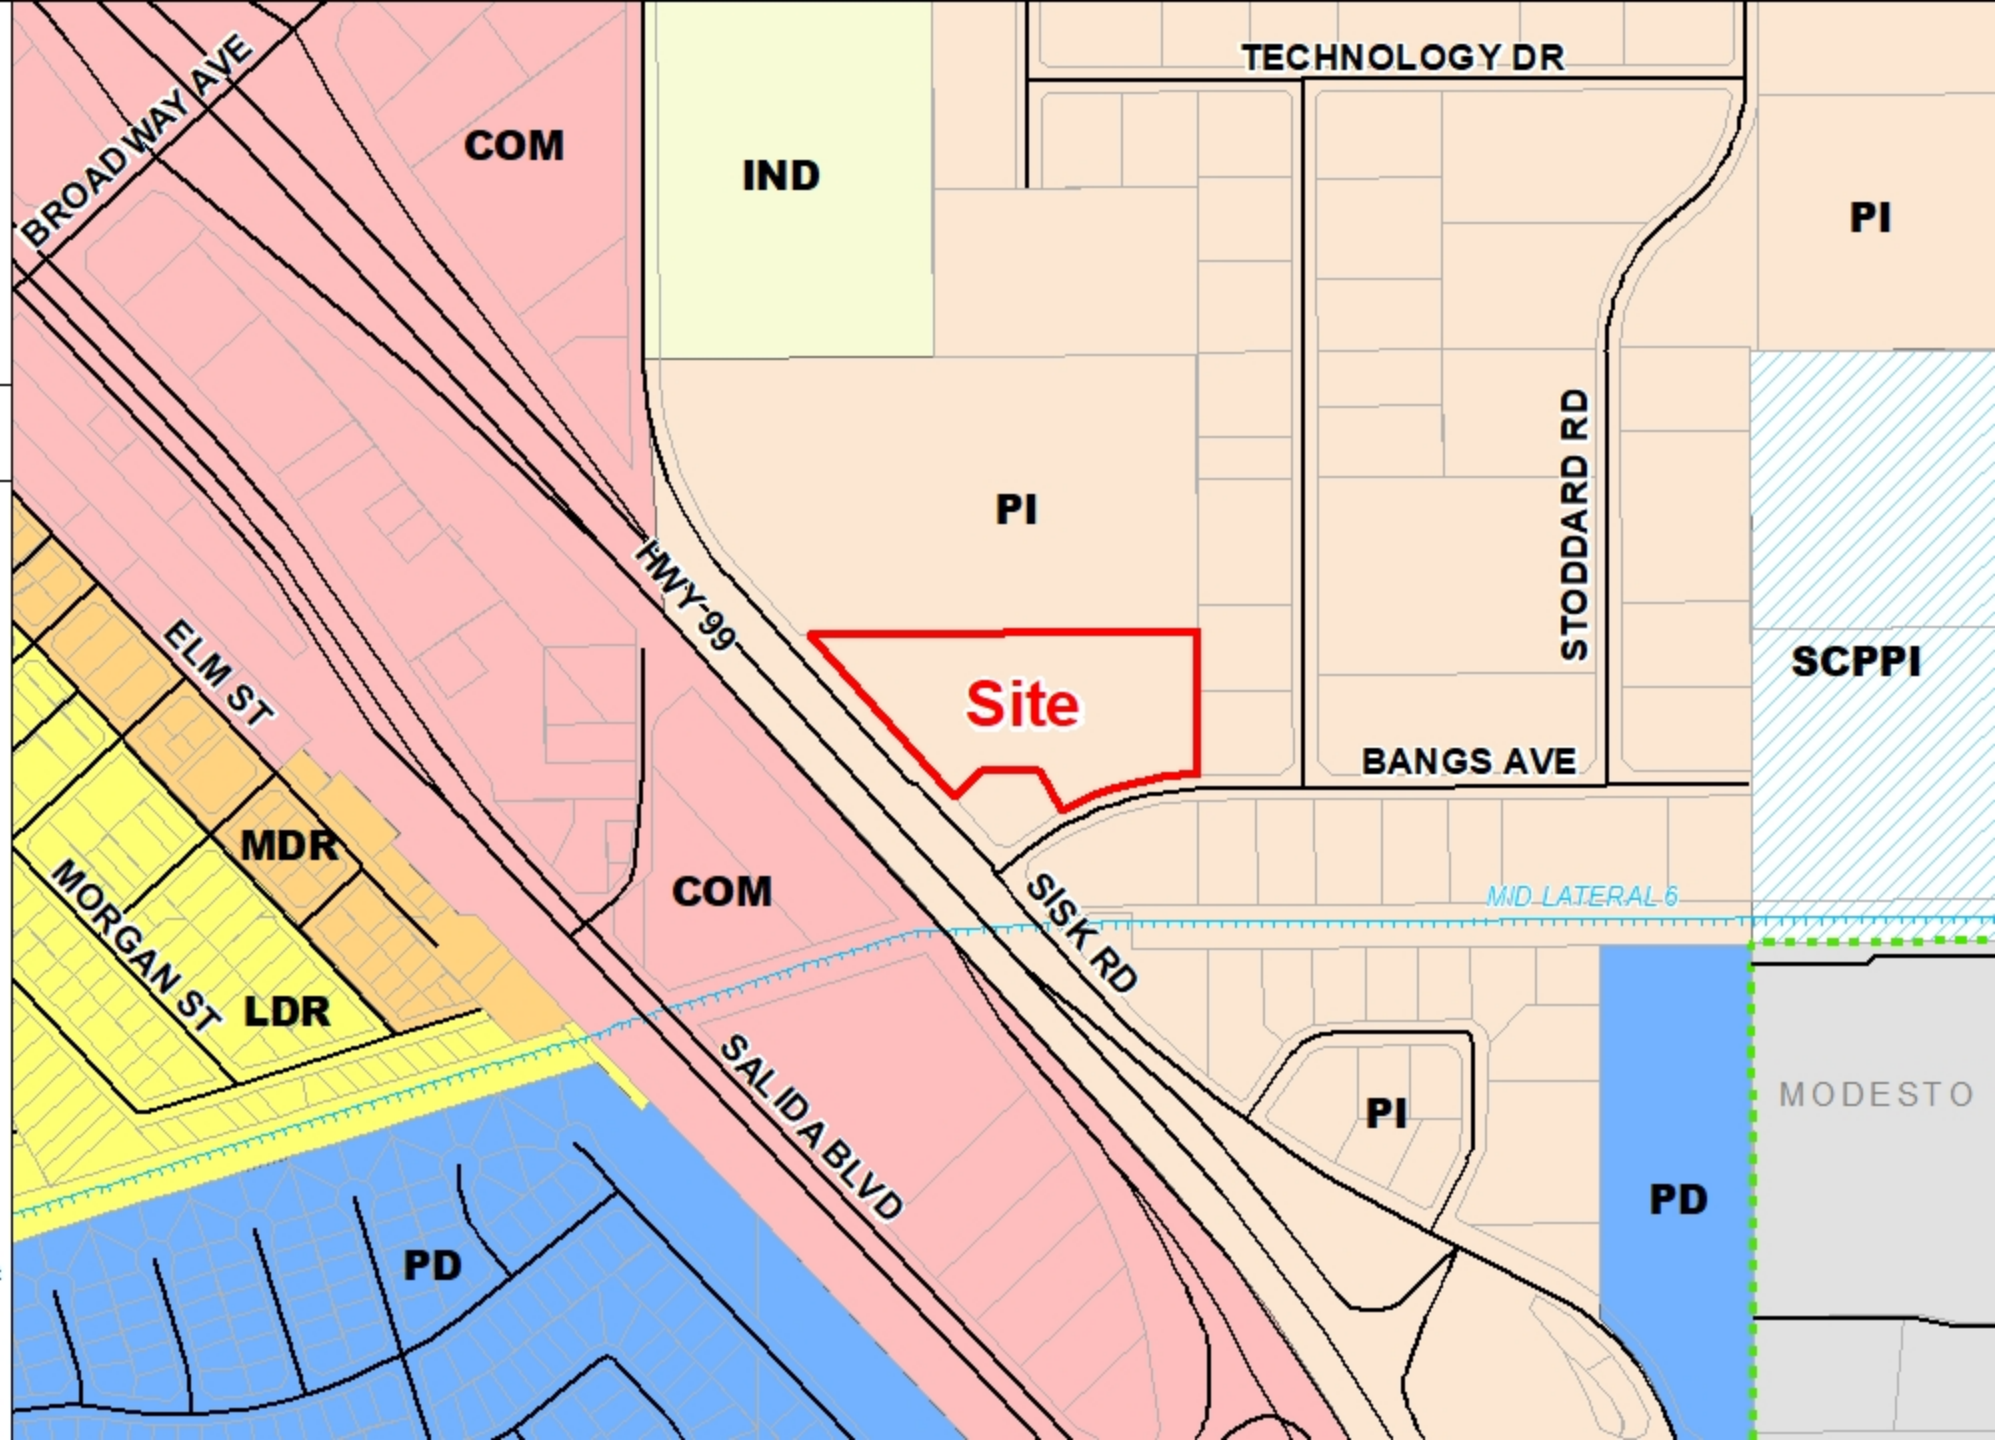 TECHNOLOGY DR
BROADWAY AVE
COM
IND
PI
STODDARD RD
PI
HWY 99
ELM ST
SCPPI
Site
BANGS AVE
MDR
COM
MORGAN ST
SISK RD
MID LATERAL 6
LDR
SALIDA BLVD
PI
MODESTO
PD
PD